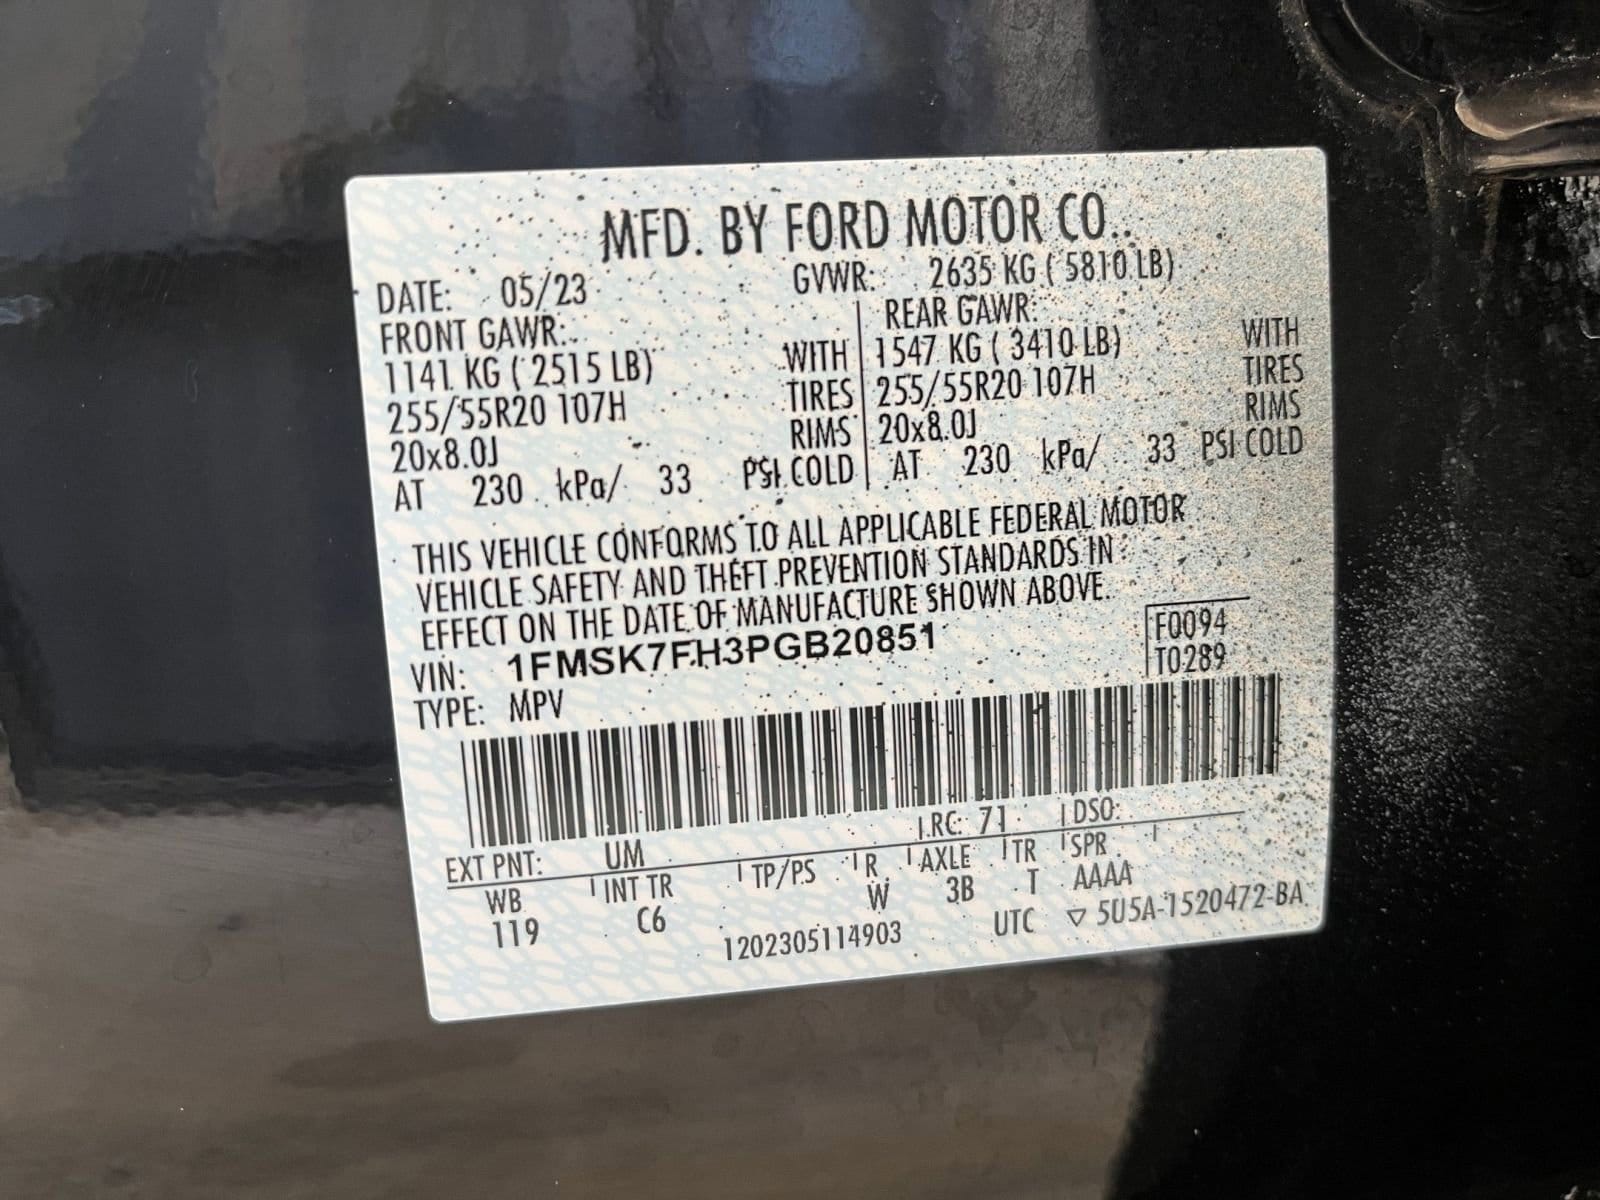 MFD. BY FORD MOTOR CO.
DATE: 05/23 GVWR: 2635 KG ( 5810 LB)
FRONT GAWR: REAR GAWR:
1141 KG ( 2515 LB) WITH 1547 KG ( 3410 LB) WITH
255/55R20 107H TIRES 255/55R20 107H TIRES
20x8.0J RIMS 20x8.0J RIMS
AT 230 kPa/ 33 PSI COLD AT 230 kPa/ 33 PSI COLD
THIS VEHICLE CONFORMS TO ALL APPLICABLE FEDERAL MOTOR
VEHICLE SAFETY AND THEFT PREVENTION STANDARDS IN
EFFECT ON THE DATE OF MANUFACTURE SHOWN ABOVE.
VIN: 1FMSK7FH3PGB20851 F0094
TYPE: MPV T0289
EXT PNT: UM RC: 71 DSO:
WB INT TR TP/PS R AXLE TR SPR
119 C6 W 3B T AAAA
1202305114903 UTC ▽ 5U5A-1520472-BA